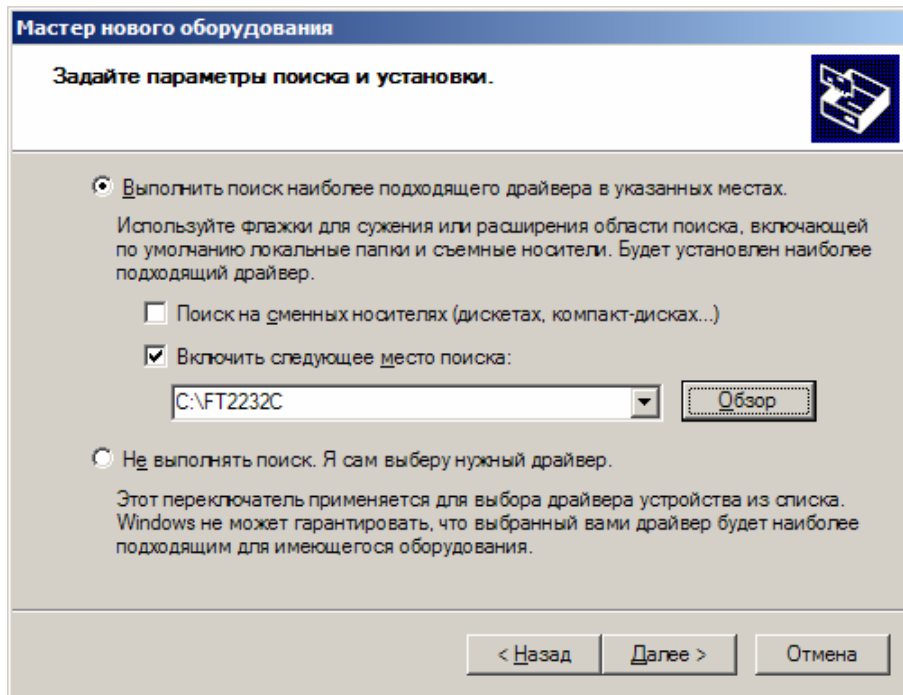 Мастер нового оборудования
Задайте параметры поиска и установки.
Выполнить поиск наиболее подходящего драйвера в указанных местах.
Используйте флажки для сужения или расширения области поиска, включающей
по умолчанию локальные папки и съемные носители. Будет установлен наиболее
подходящий драйвер.
Поиск на сменных носителях (дискетах, компакт-дисках...)
Включить следующее место поиска:
C:\FT2232C
Обзор
Не выполнять поиск. Я сам выберу нужный драйвер.
Этот переключатель применяется для выбора драйвера устройства из списка.
Windows не может гарантировать, что выбранный вами драйвер будет наиболее
подходящим для имеющегося оборудования.
< Назад Далее > Отмена